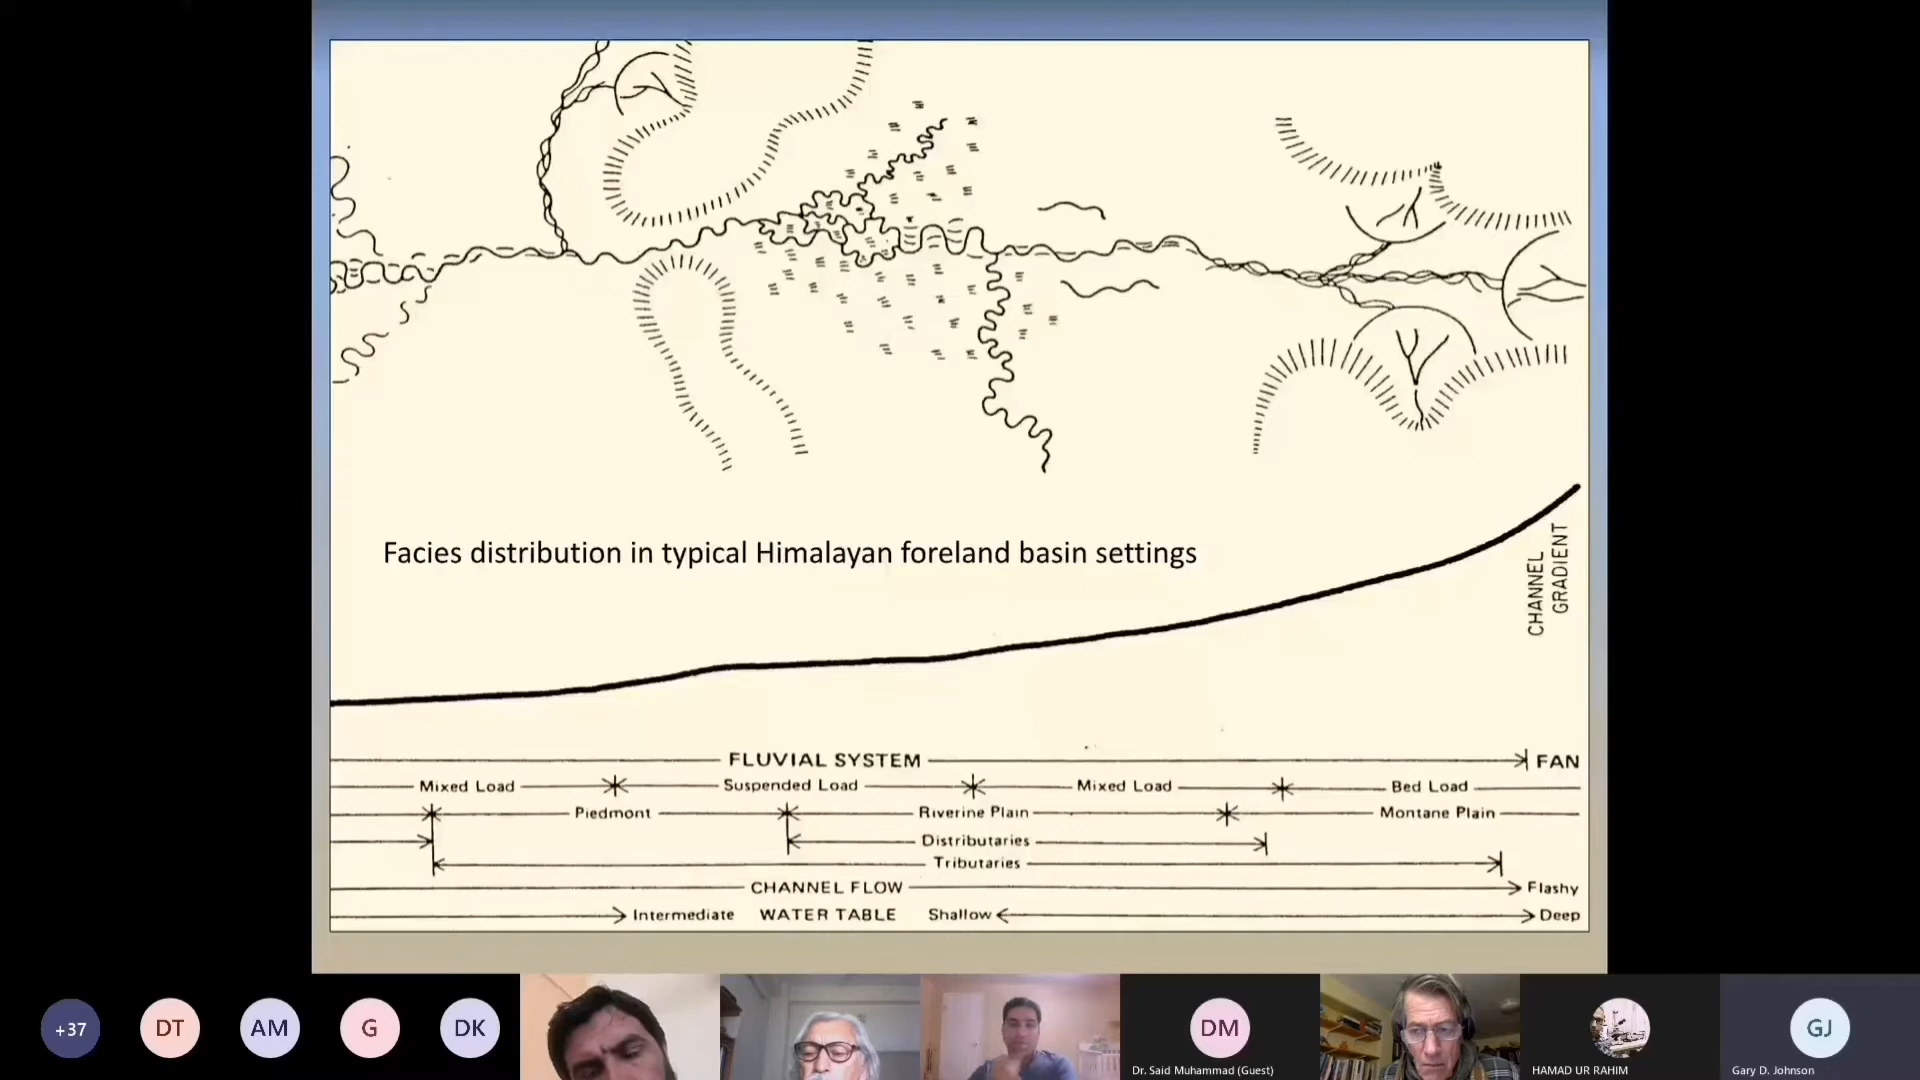 Facies distribution in typical Himalayan foreland basin settings
CHANNEL
GRADIENT
FLUVIAL SYSTEM FAN
Mixed Load Suspended Load Mixed Load Bed Load
Piedmont Riverine Plain Montane Plain
Distributaries
Tributaries
CHANNEL FLOW Flashy
Intermediate WATER TABLE Shallow Deep
+37 DT AM G DK DM GJ
Dr. Said Muhammad (Guest) HAMAD UR RAHIM Gary D. Johnson